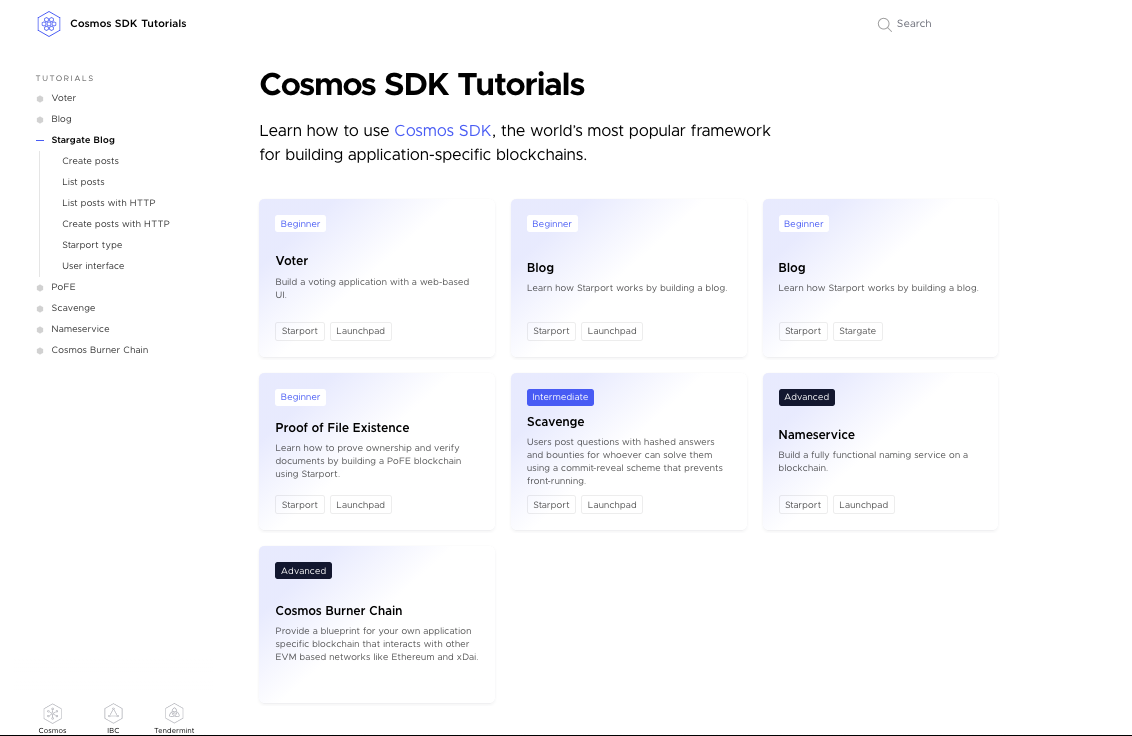 Cosmos SDK Tutorials
Search
TUTORIALS
Voter
Blog
Stargate Blog
Create posts
List posts
List posts with HTTP
Create posts with HTTP
Starport type
User interface
PoFE
Scavenge
Nameservice
Cosmos Burner Chain
Cosmos
IBC
Tendermint
Cosmos SDK Tutorials
Learn how to use Cosmos SDK, the world's most popular framework
for building application-specific blockchains.
Beginner
Voter
Build a voting application with a web-based
UI.
Starport Launchpad
Beginner
Blog
Learn how Starport works by building a blog.
Starport Launchpad
Beginner
Blog
Learn how Starport works by building a blog.
Starport Stargate
Beginner
Proof of File Existence
Learn how to prove ownership and verify
documents by building a PoFE blockchain
using Starport.
Starport Launchpad
Intermediate
Scavenge
Users post questions with hashed answers
and bounties for whoever can solve them
using a commit-reveal scheme that prevents
front-running.
Starport Launchpad
Advanced
Nameservice
Build a fully functional naming service on a
blockchain.
Starport Launchpad
Advanced
Cosmos Burner Chain
Provide a blueprint for your own application
specific blockchain that interacts with other
EVM based networks like Ethereum and xDai.